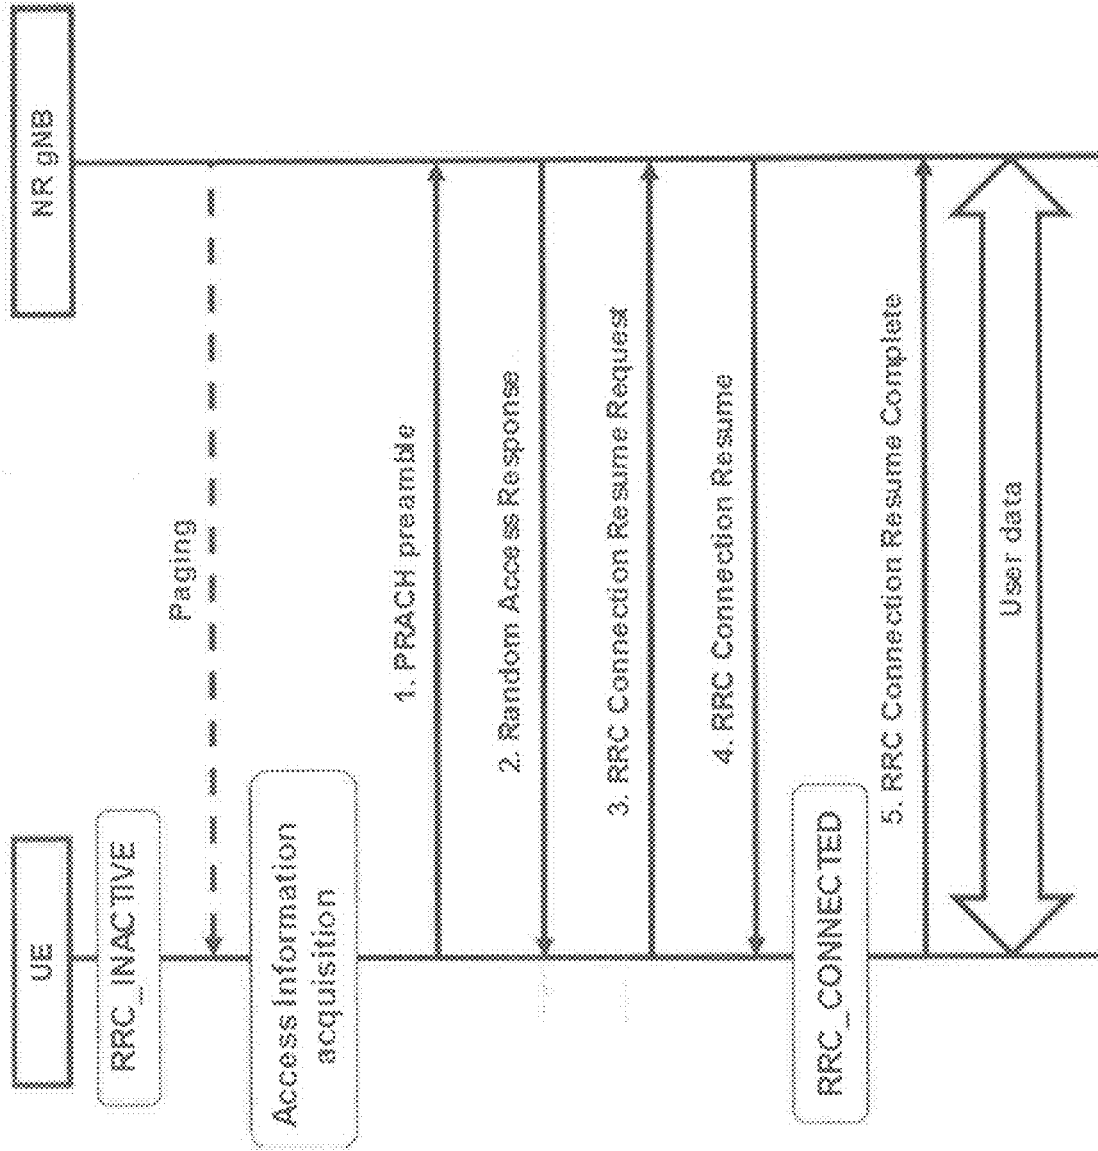 UE
NR gNB
RRC_INACTIVE
Paging
Access Information
acquisition
1. PRACH preamble
2. Random Access Response
3. RRC Connection Resume Request
4. RRC Connection Resume
RRC_CONNECTED
5. RRC Connection Resume Complete
User data